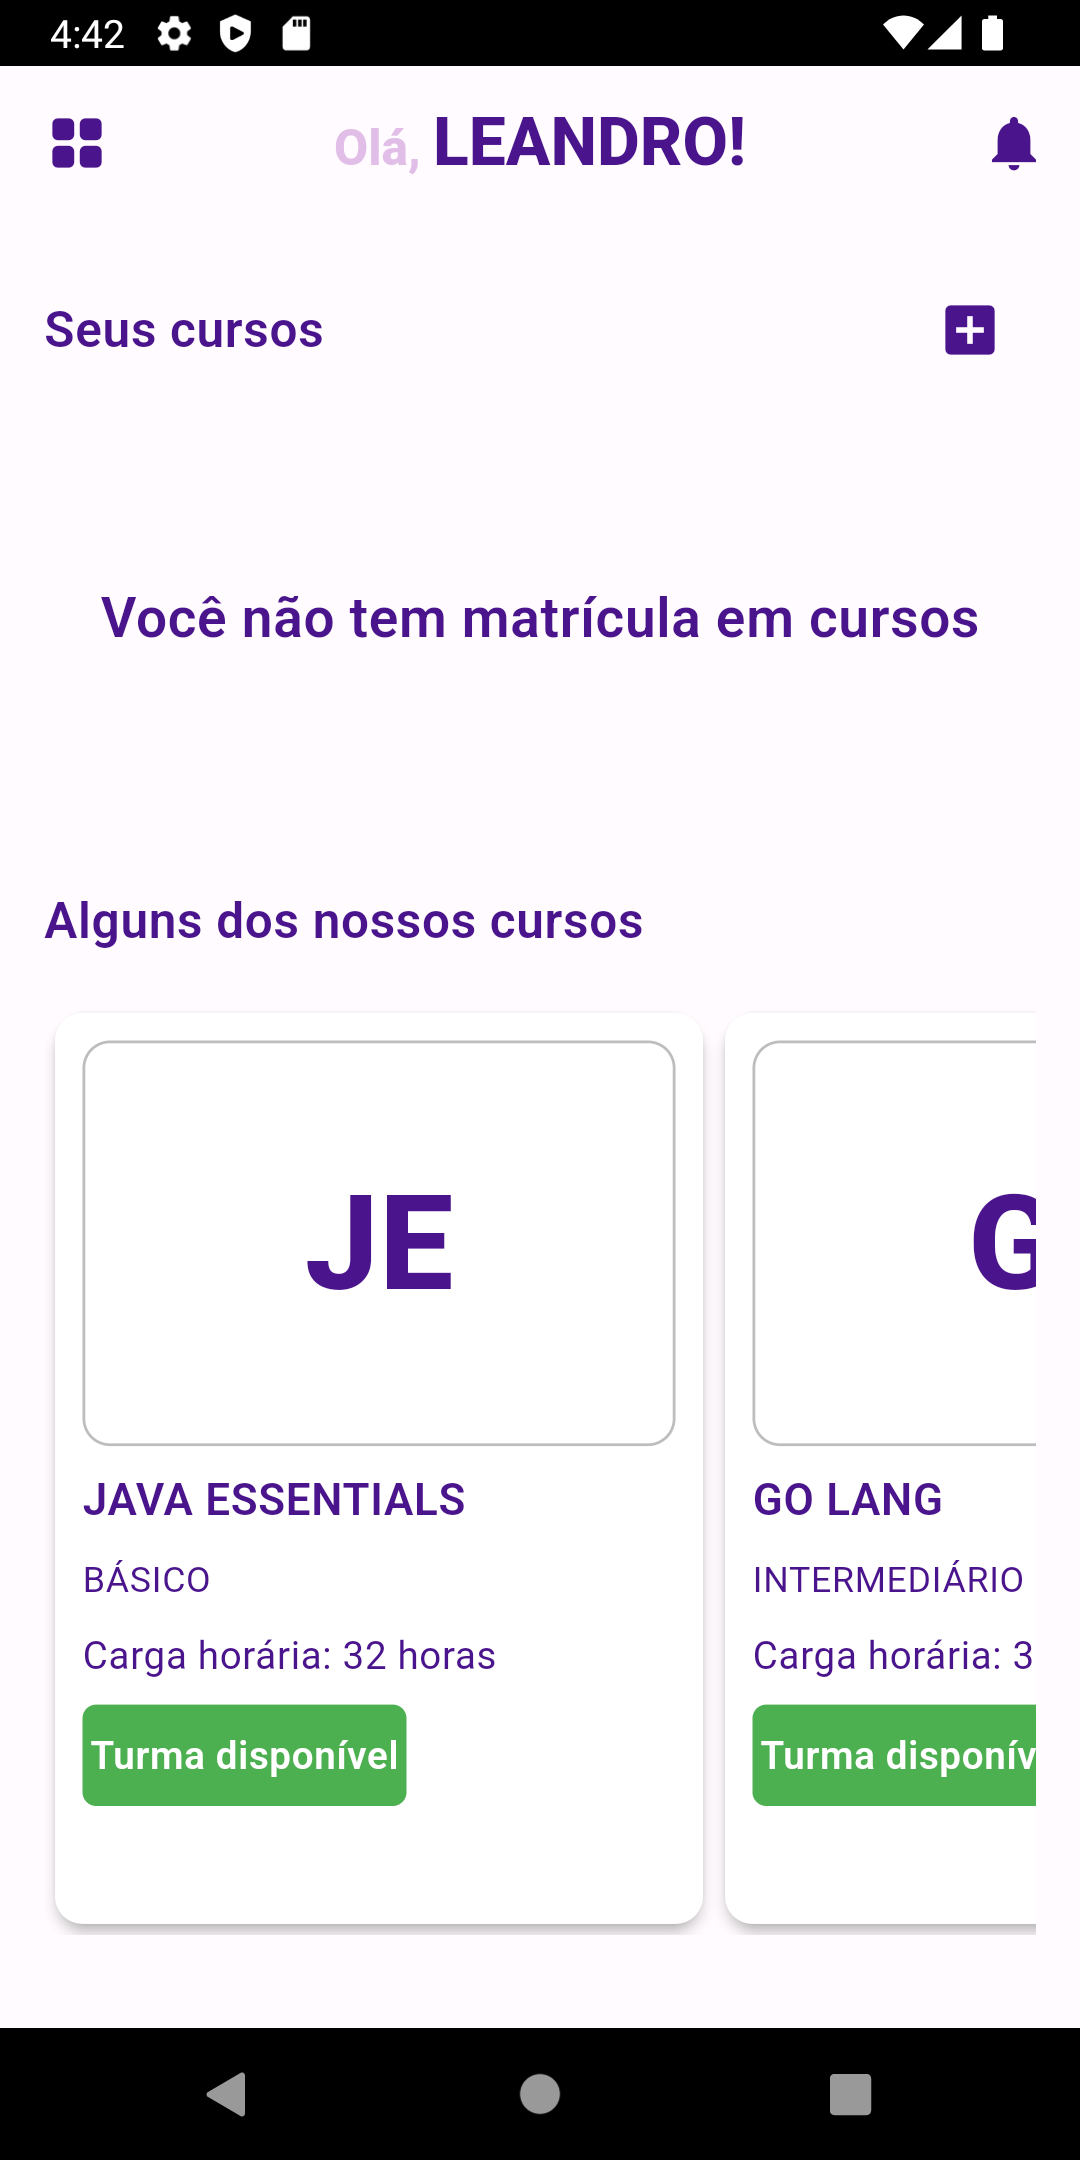 4:42
Olá, LEANDRO!
Seus cursos
Você não tem matrícula em cursos
Alguns dos nossos cursos
JE
G
JAVA ESSENTIALS
GO LANG
BÁSICO
INTERMEDIÁRIO
Carga horária: 32 horas
Carga horária: 3
Turma disponível
Turma disponív